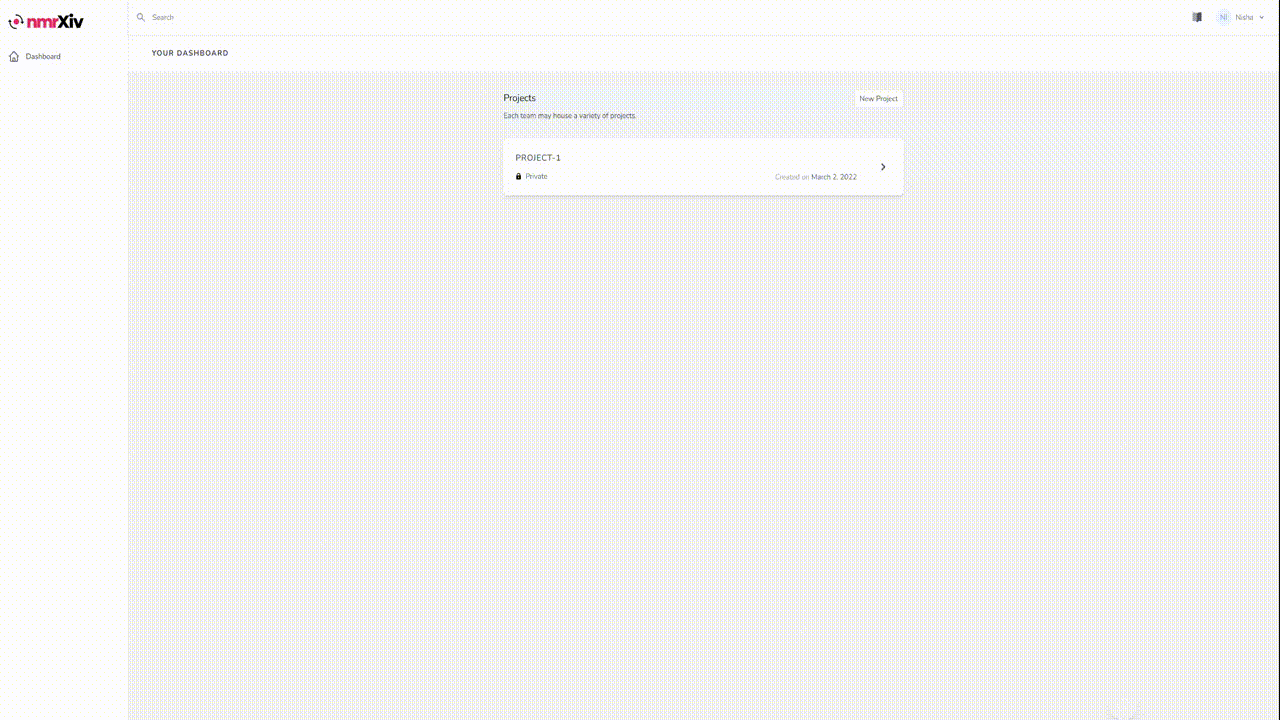 nmrXiv
Search
NI Nisha
Dashboard
YOUR DASHBOARD
Projects
New Project
Each team may house a variety of projects.
PROJECT-1
Private
Created on March 2, 2022